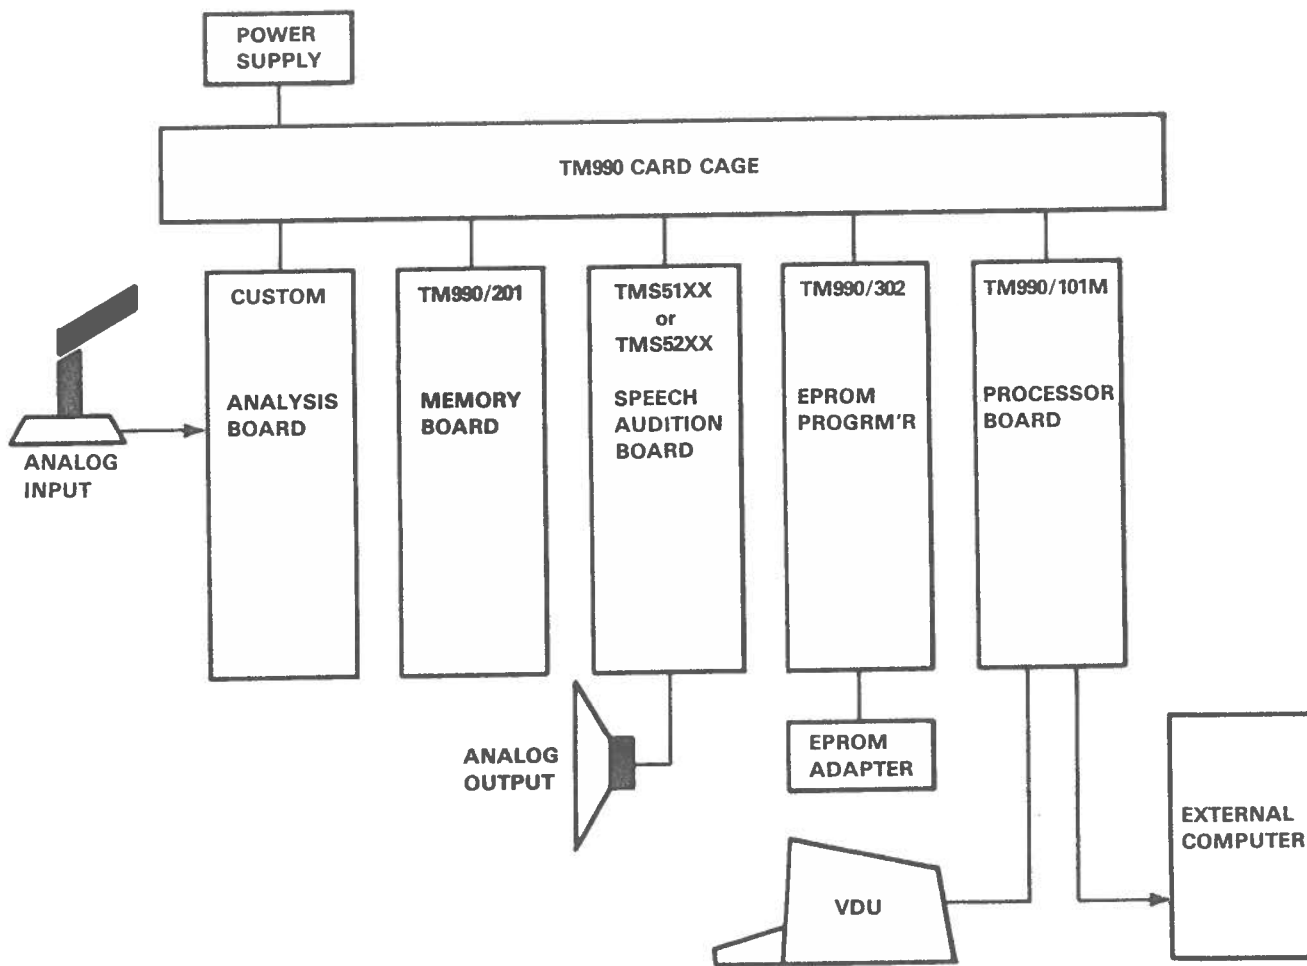 POWER
SUPPLY
TM990 CARD CAGE
CUSTOM
ANALYSIS
BOARD
TM990/201
MEMORY
BOARD
TMS51XX
or
TMS52XX
SPEECH
AUDITION
BOARD
TM990/302
EPROM
PROGRM'R
TM990/101M
PROCESSOR
BOARD
ANALOG
INPUT
ANALOG
OUTPUT
EPROM
ADAPTER
VDU
EXTERNAL
COMPUTER